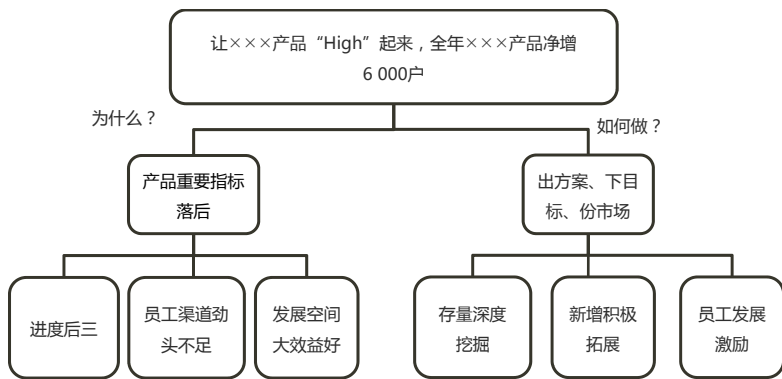 让×××产品“High”起来，全年×××产品净增
6 000户
为什么？
如何做？
产品重要指标
落后
出方案、下目
标、份市场
进度后三
员工渠道劲
头不足
发展空间
大效益好
存量深度
挖掘
新增积极
拓展
员工发展
激励